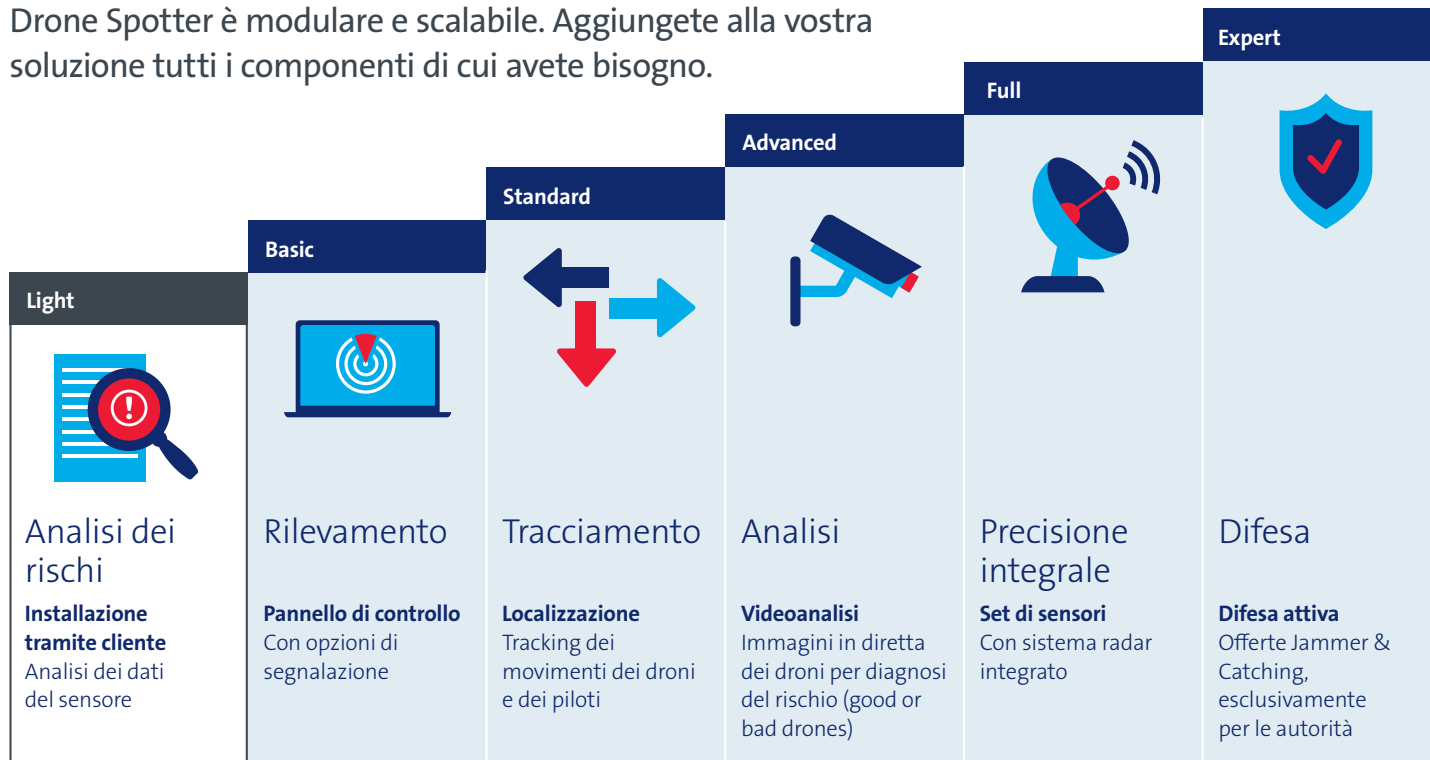 Drone Spotter è modulare e scalabile. Aggiungete alla vostra
soluzione tutti i componenti di cui avete bisogno.
Light
Analisi dei
rischi
Installazione
tramite cliente
Analisi dei dati
del sensore
Basic
Rilevamento
Pannello di controllo
Con opzioni di
segnalazione
Standard
Tracciamento
Localizzazione
Tracking dei
movimenti dei droni
e dei piloti
Advanced
Analisi
Videoanalisi
Immagini in diretta
dei droni per diagnosi
del rischio (good or
bad drones)
Full
Precisione
integrale
Set di sensori
Con sistema radar
integrato
Expert
Difesa
Difesa attiva
Offerte Jammer &
Catching,
esclusivamente
per le autorità